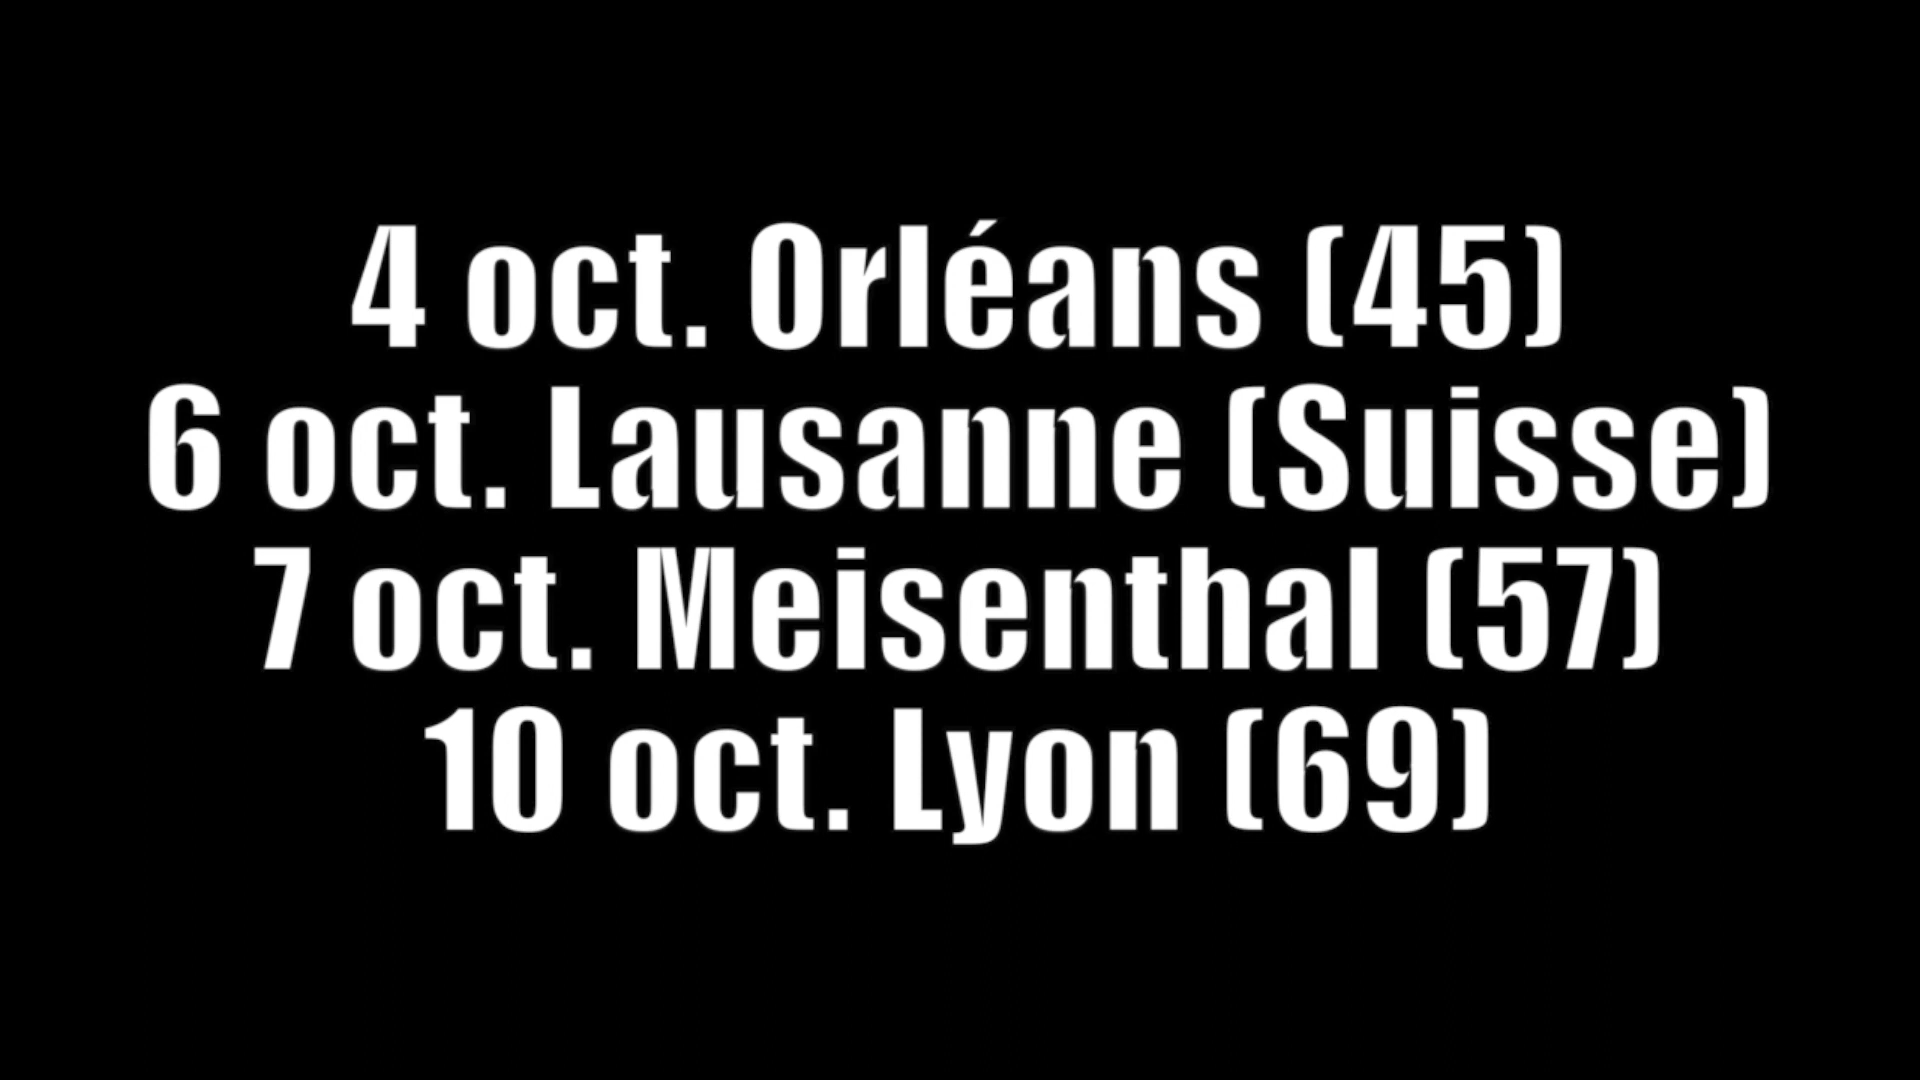 4 oct. Orléans (45)
6 oct. Lausanne (Suisse)
7 oct. Meisenthal (57)
10 oct. Lyon (69)